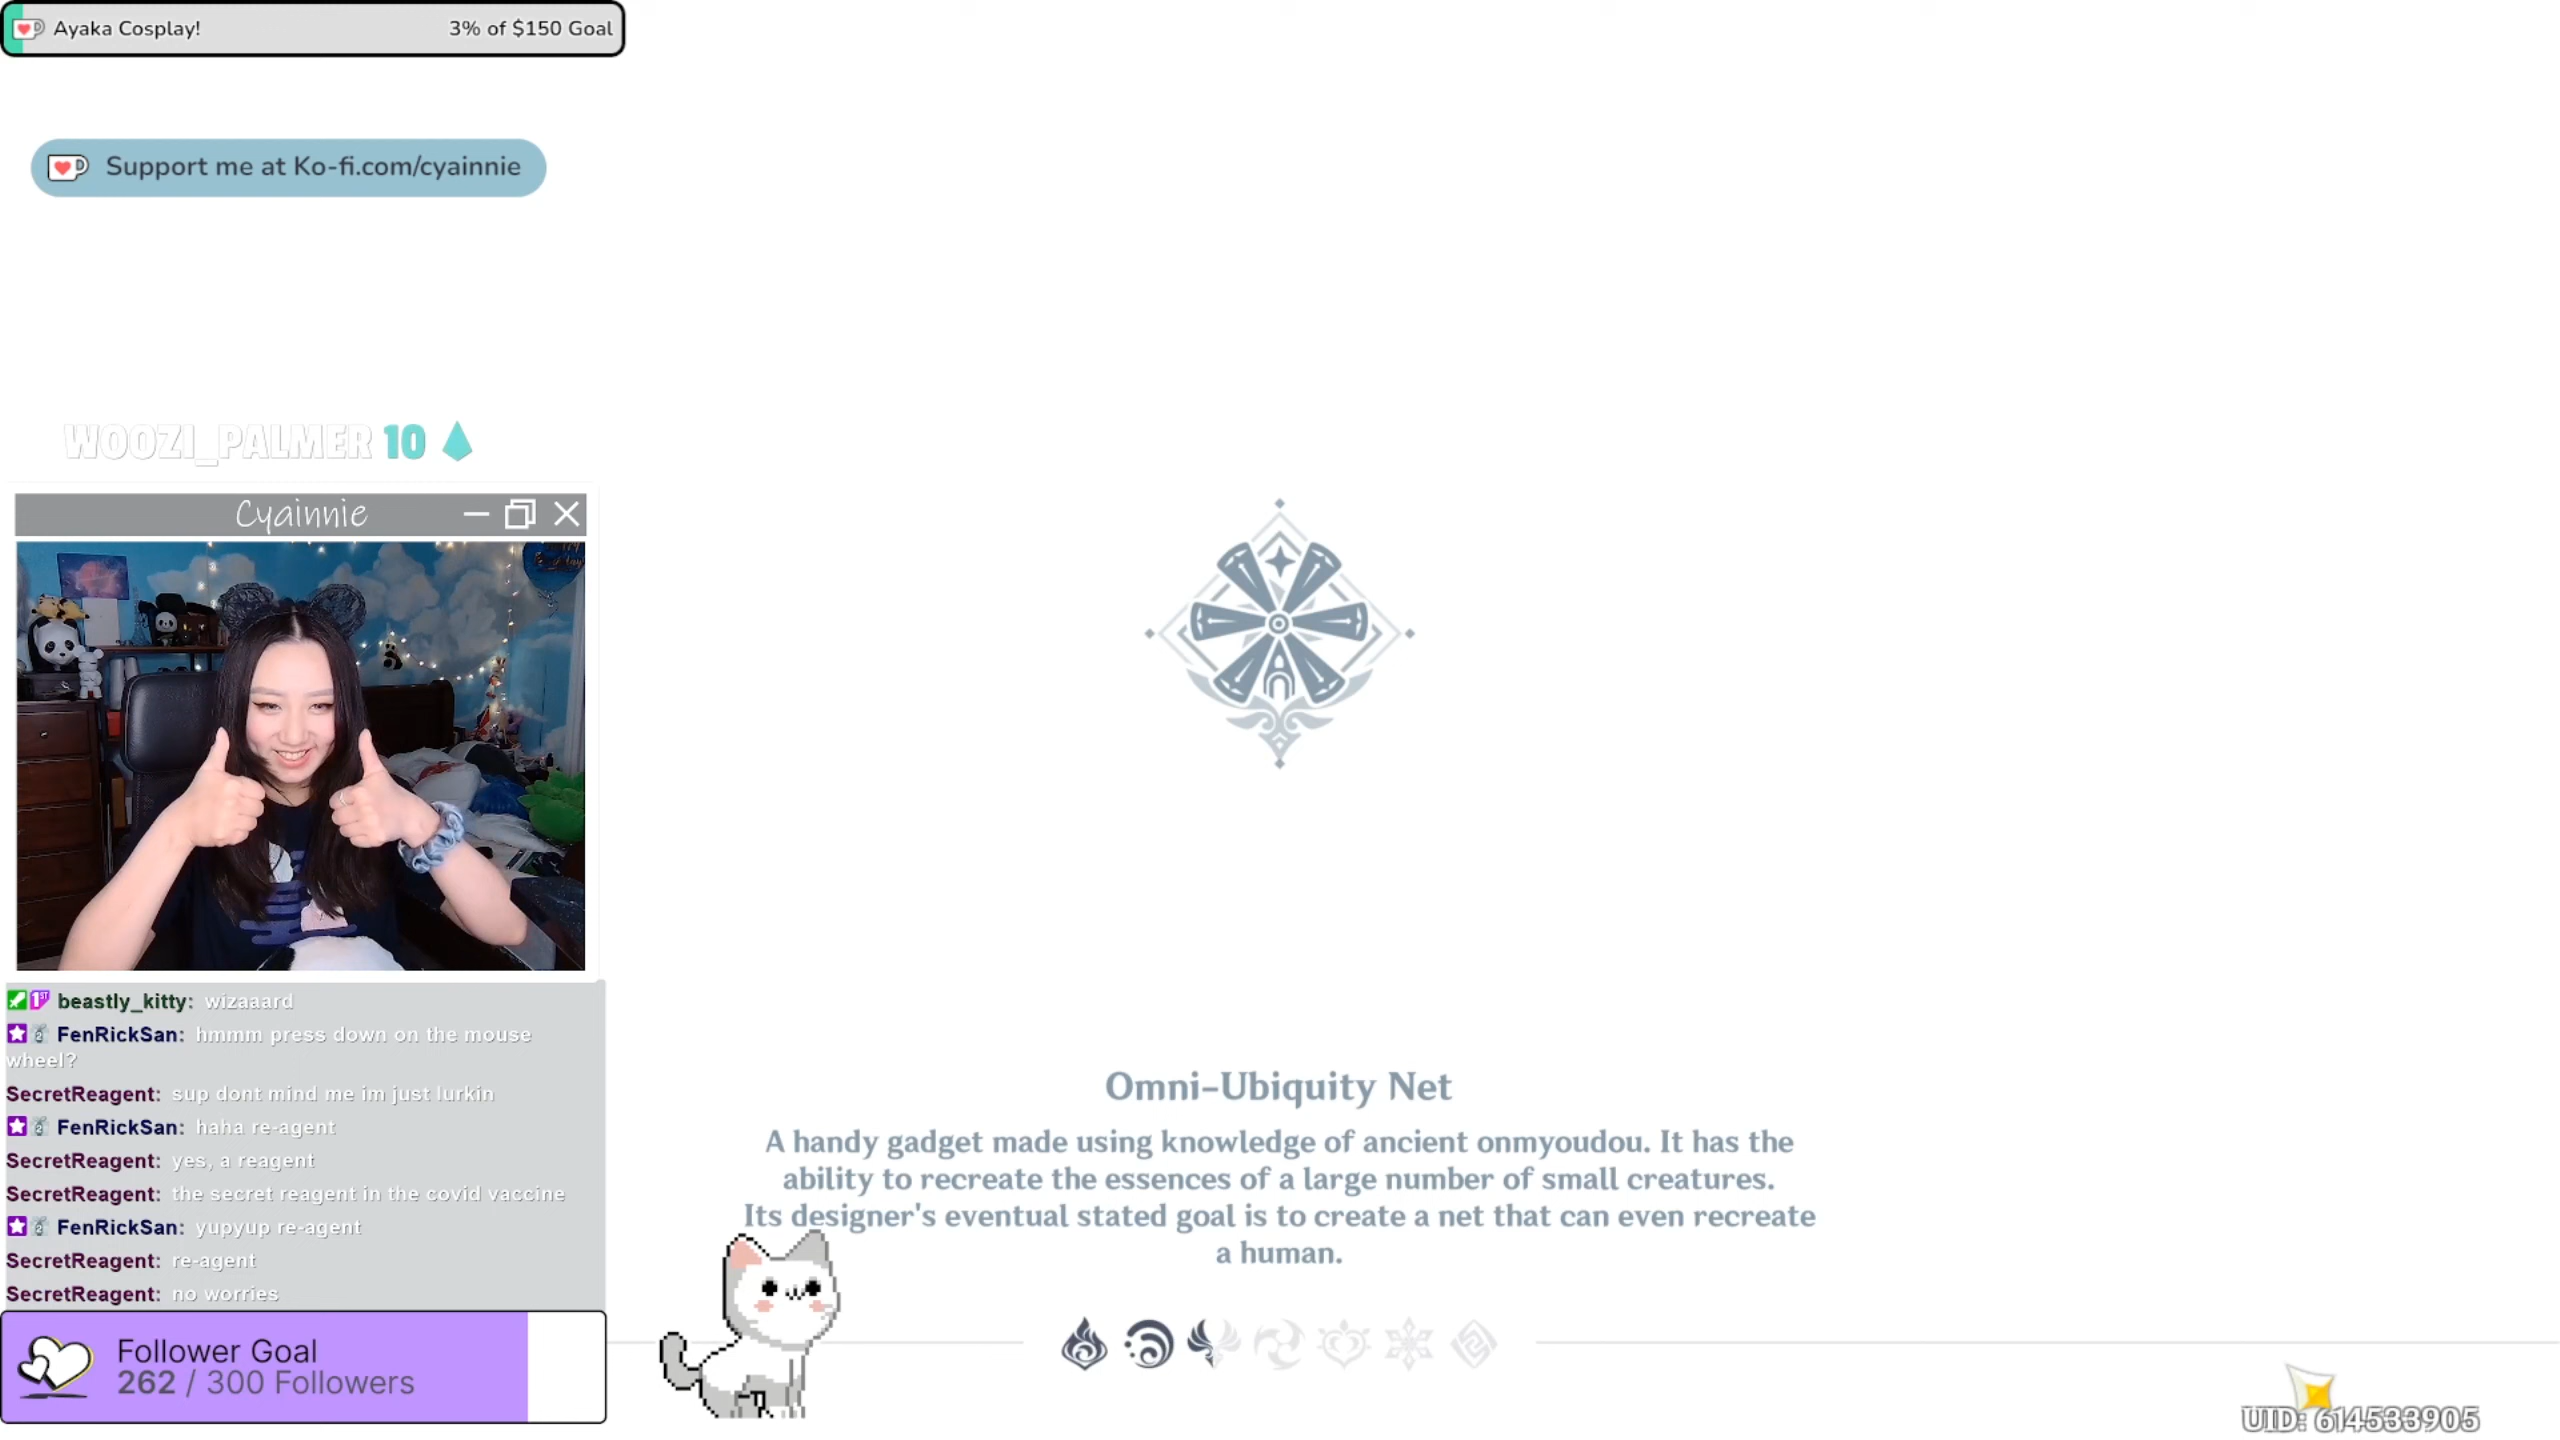 Ayaka Cosplay! 3% of $150 Goal
Support me at Ko-fi.com/cyainnie
WOOZI_PALMER 10
Cyainnie
beastly_kitty: wizaaard
FenRickSan: hmmm press down on the mouse
wheel?
SecretReagent: sup dont mind me im just lurkin
FenRickSan: haha re-agent
SecretReagent: yes, a reagent
SecretReagent: the secret reagent in the covid vaccine
FenRickSan: yupyup re-agent
SecretReagent: re-agent
SecretReagent: no worries
Follower Goal
262 / 300 Followers
Omni-Ubiquity Net
A handy gadget made using knowledge of ancient onmyoudou. It has the
ability to recreate the essences of a large number of small creatures.
Its designer's eventual stated goal is to create a net that can even recreate
a human.
UID: 614533905